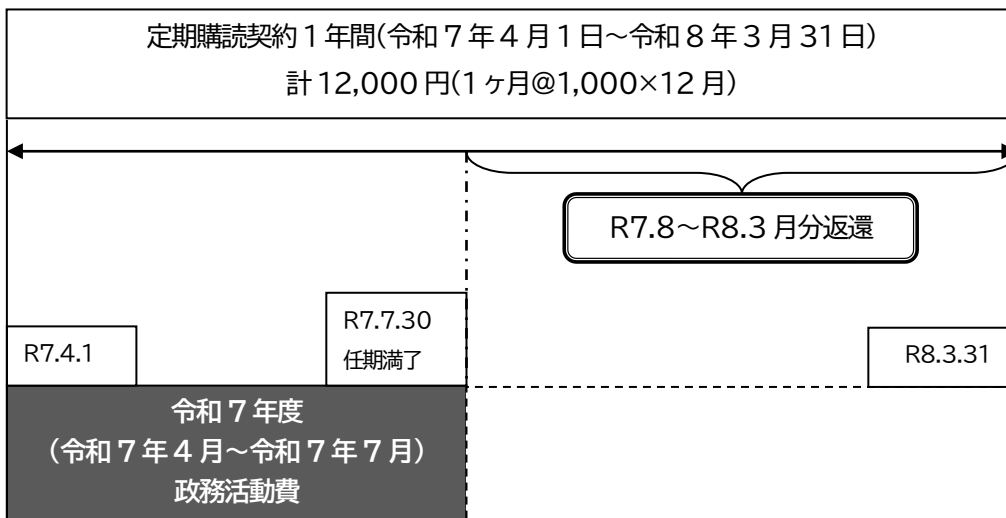 定期購読契約1年間(令和7年4月1日～令和8年3月31日)
計12,000円(1ヶ月@1,000×12月)
R7.8～R8.3月分返還
R7.7.30
任期満了
R7.4.1
R8.3.31
令和7年度
(令和7年4月～令和7年7月)
政務活動費